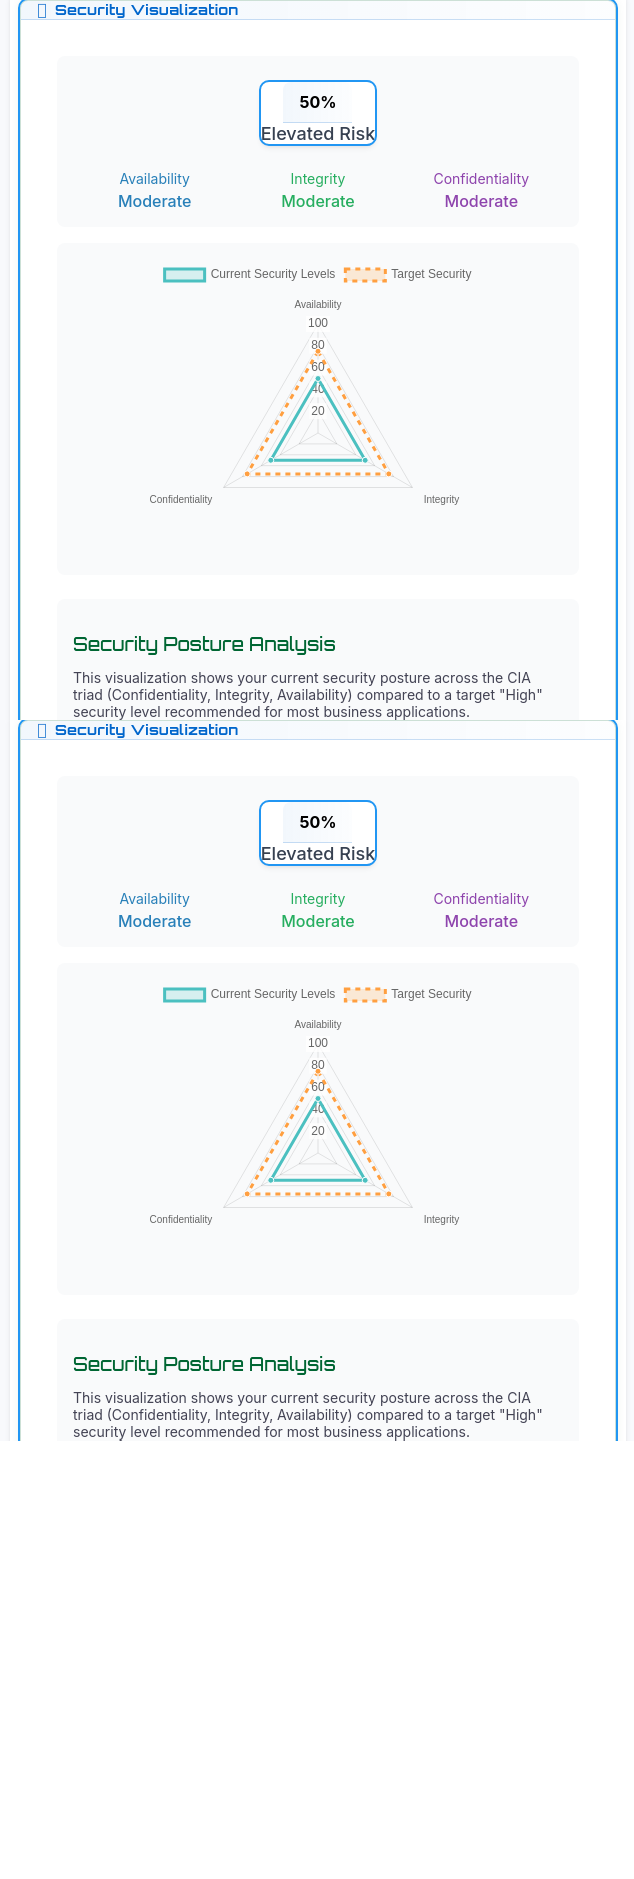 Security Visualization
50%
Elevated Risk
Availability Integrity Confidentiality
Moderate Moderate Moderate
Current Security Levels Target Security
Availability
100
80
60
40
20
Confidentiality Integrity
Security Posture Analysis
This visualization shows your current security posture across the CIA
triad (Confidentiality, Integrity, Availability) compared to a target "High"
security level recommended for most business applications.
Security Visualization
50%
Elevated Risk
Availability Integrity Confidentiality
Moderate Moderate Moderate
Current Security Levels Target Security
Availability
100
80
60
40
20
Confidentiality Integrity
Security Posture Analysis
This visualization shows your current security posture across the CIA
triad (Confidentiality, Integrity, Availability) compared to a target "High"
security level recommended for most business applications.